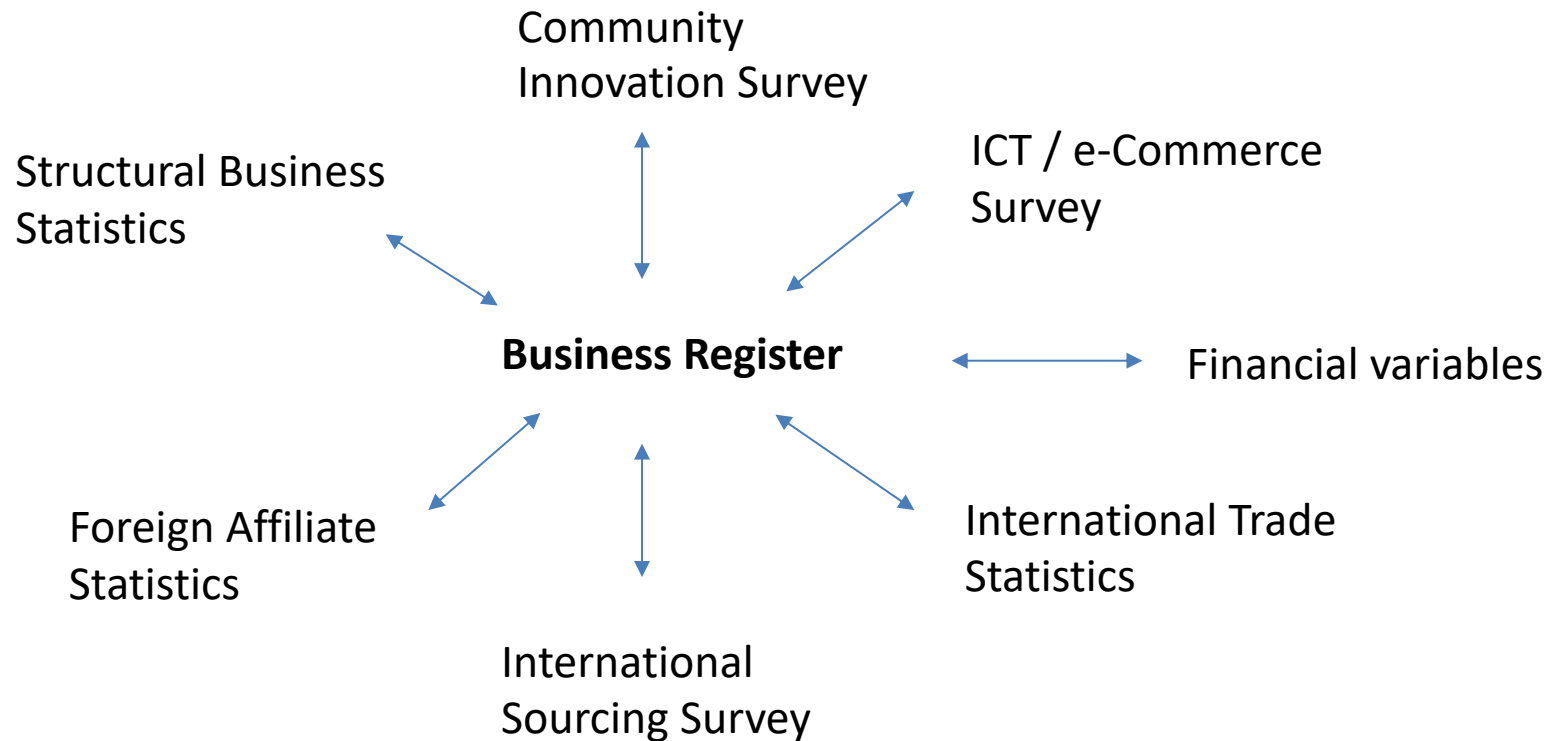 Community
Innovation Survey
ICT / e-Commerce
Survey
Structural Business
Statistics
Business Register
Financial variables
Foreign Affiliate
Statistics
International Trade
Statistics
International
Sourcing Survey